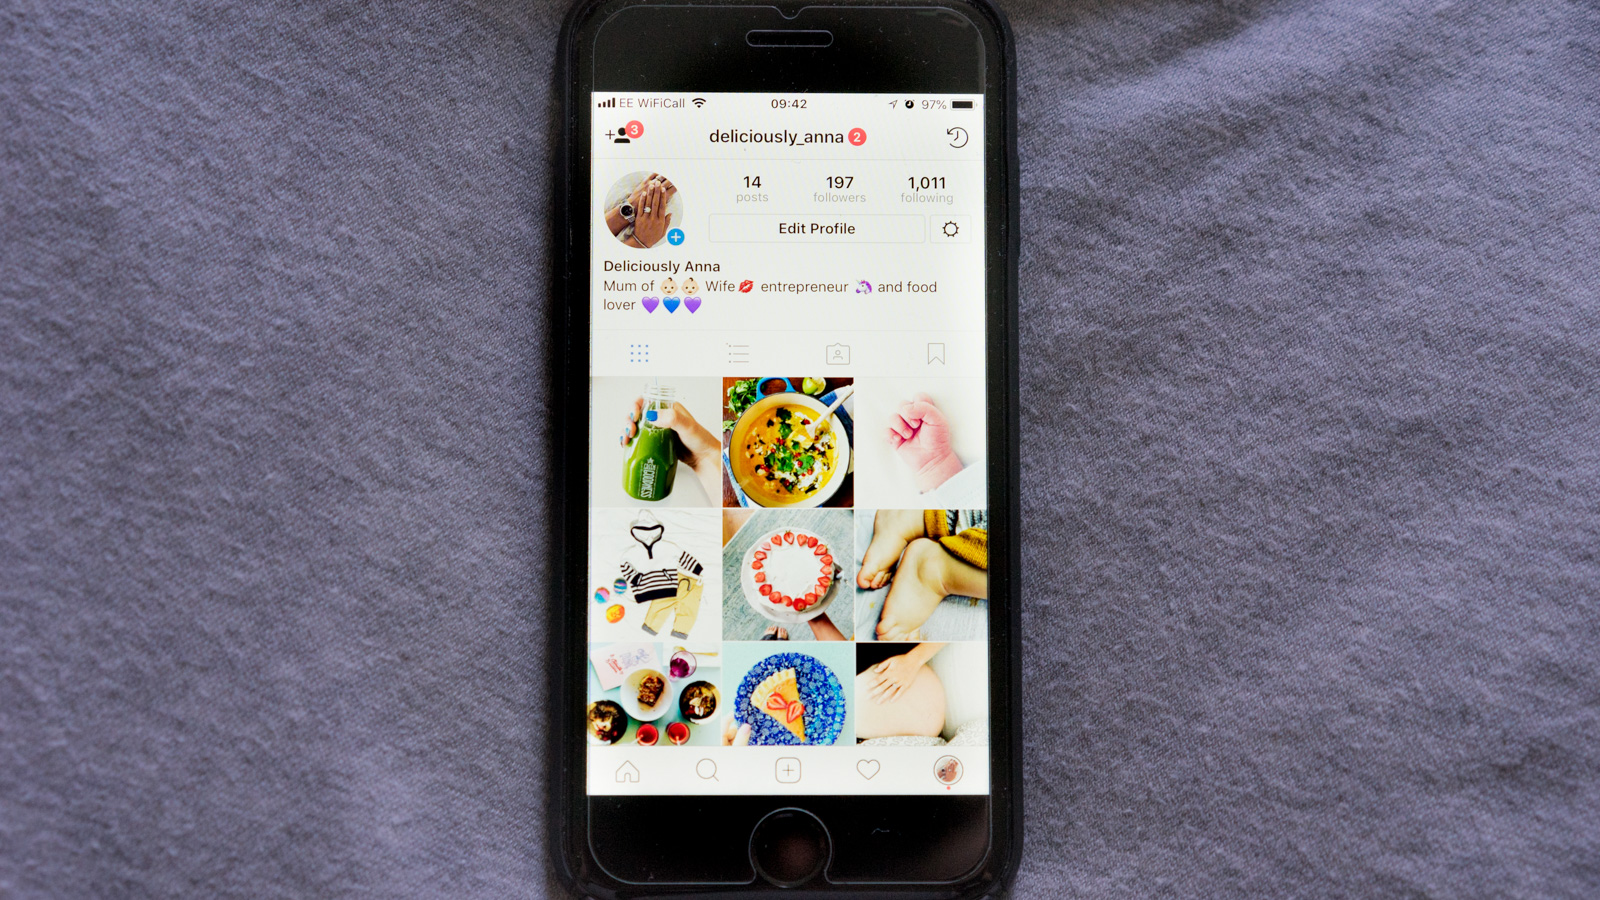 EE WiFiCall 09:42 97%
3
deliciously_anna 2
14 197 1,011
posts followers following
Edit Profile
Deliciously Anna
Mum of 👶🏻👶🏻 Wife💋 entrepreneur 🦄 and food
lover 💜💙💜